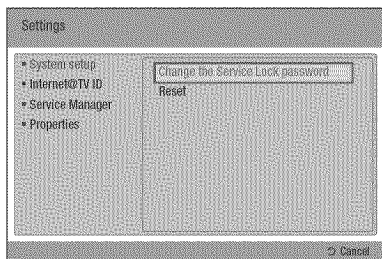 Settings
▪ System setup
▪ Internet@TV ID
▪ Service Manager
▪ Properties
Change the Service Lock password
Reset
⮌ Cancel